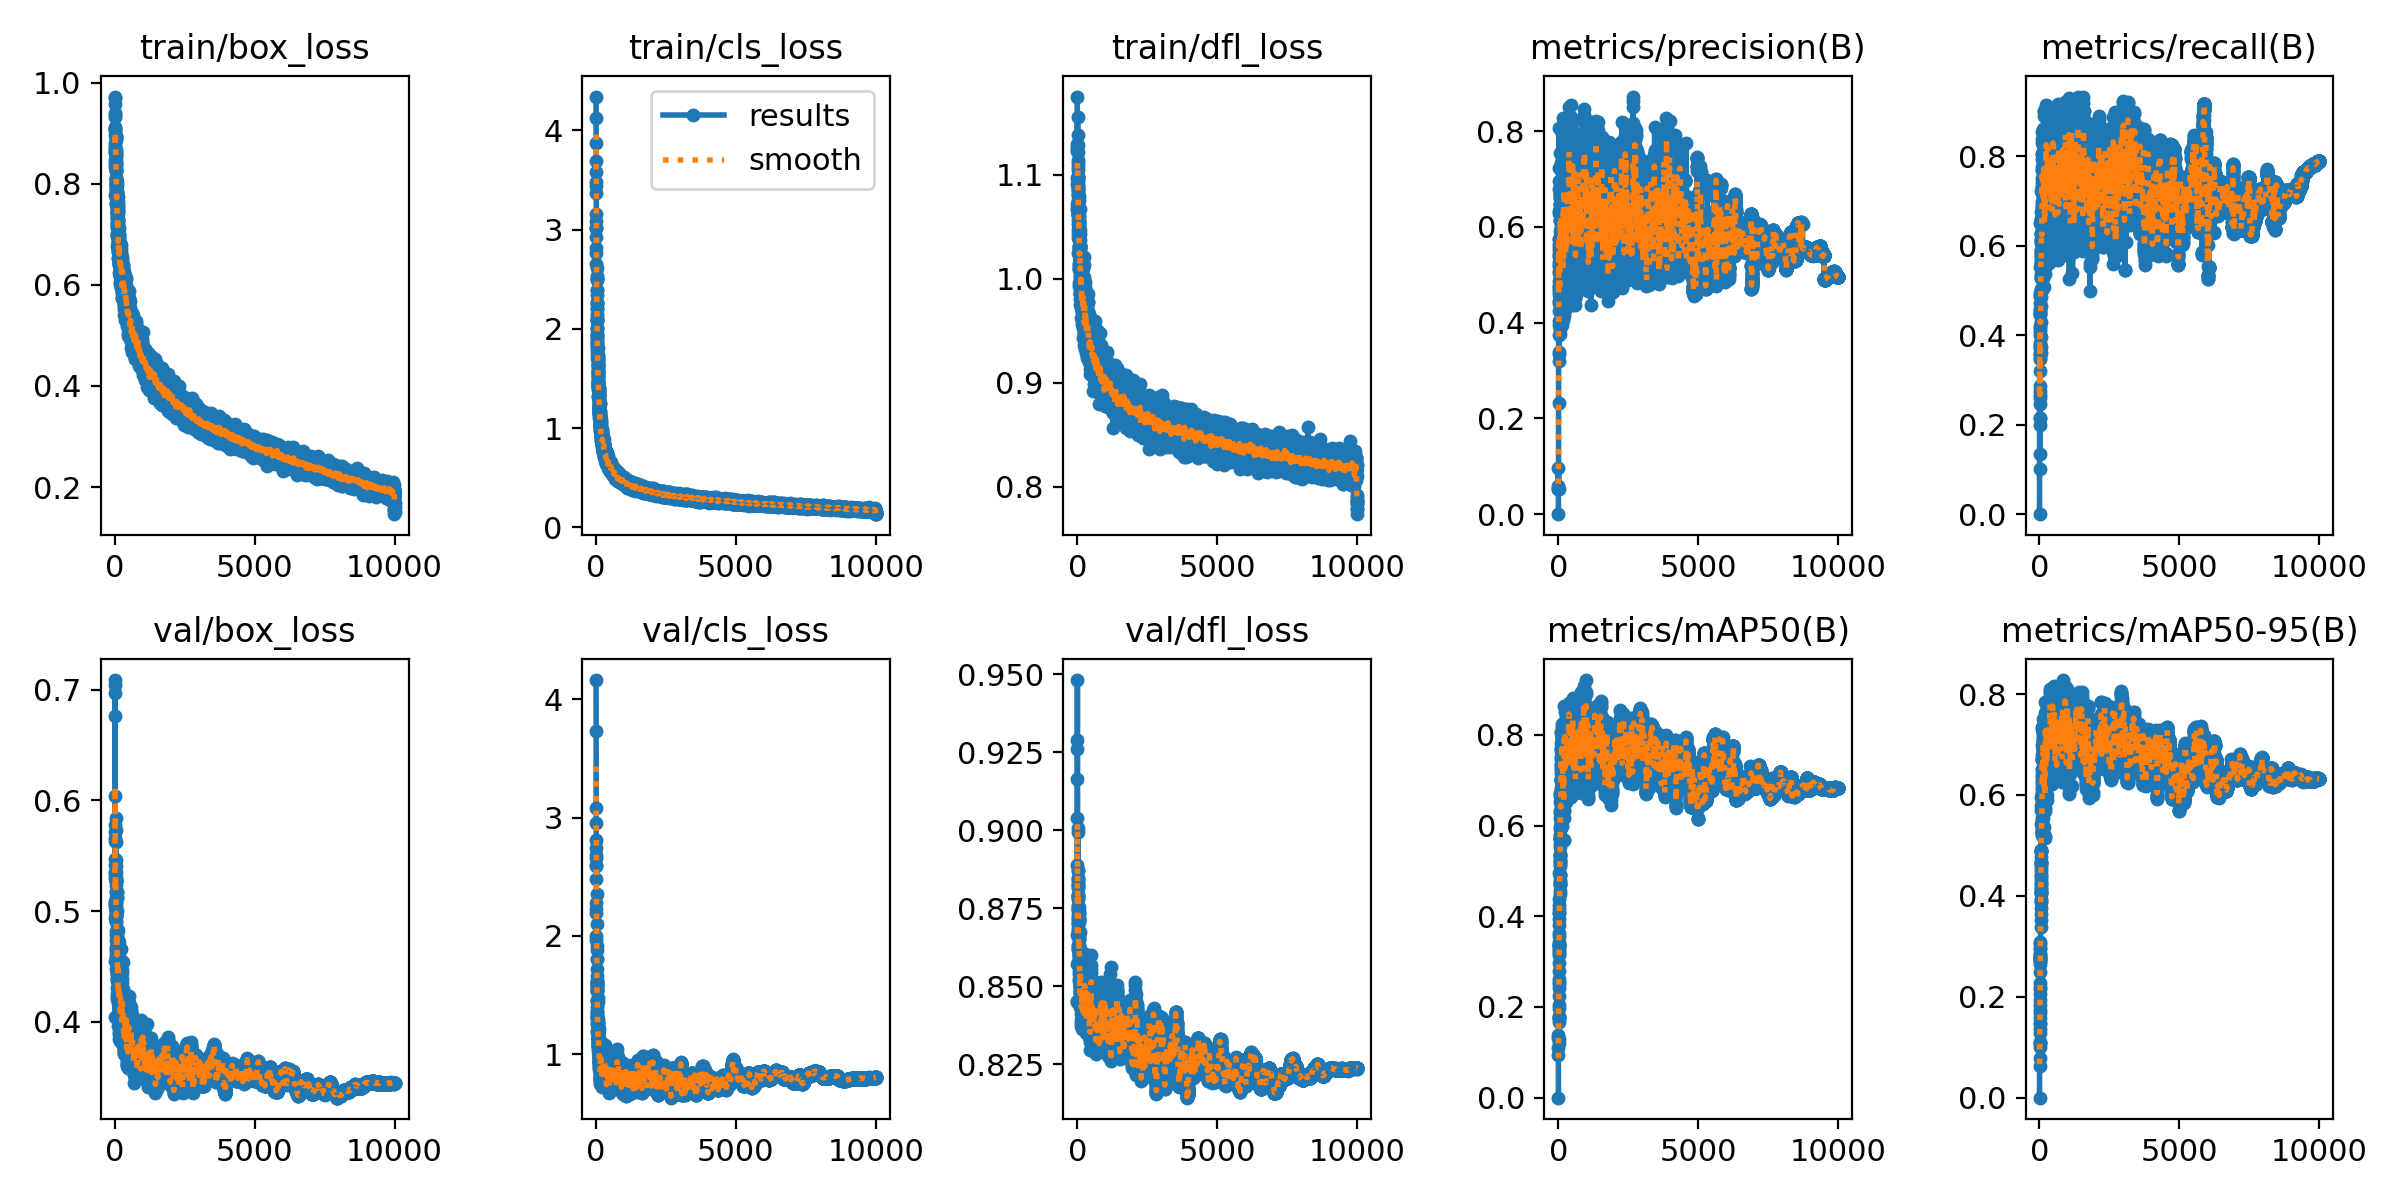 train/box_loss
1.0
0.8
0.6
0.4
0.2
0 5000 10000
train/cls_loss
results
smooth
4
3
2
1
0
0 5000 10000
train/dfl_loss
1.1
1.0
0.9
0.8
0 5000 10000
metrics/precision(B)
0.8
0.6
0.4
0.2
0.0
0 5000 10000
metrics/recall(B)
0.8
0.6
0.4
0.2
0.0
0 5000 10000
val/box_loss
0.7
0.6
0.5
0.4
0 5000 10000
val/cls_loss
4
3
2
1
0 5000 10000
val/dfl_loss
0.950
0.925
0.900
0.875
0.850
0.825
0 5000 10000
metrics/mAP50(B)
0.8
0.6
0.4
0.2
0.0
0 5000 10000
metrics/mAP50-95(B)
0.8
0.6
0.4
0.2
0.0
0 5000 10000